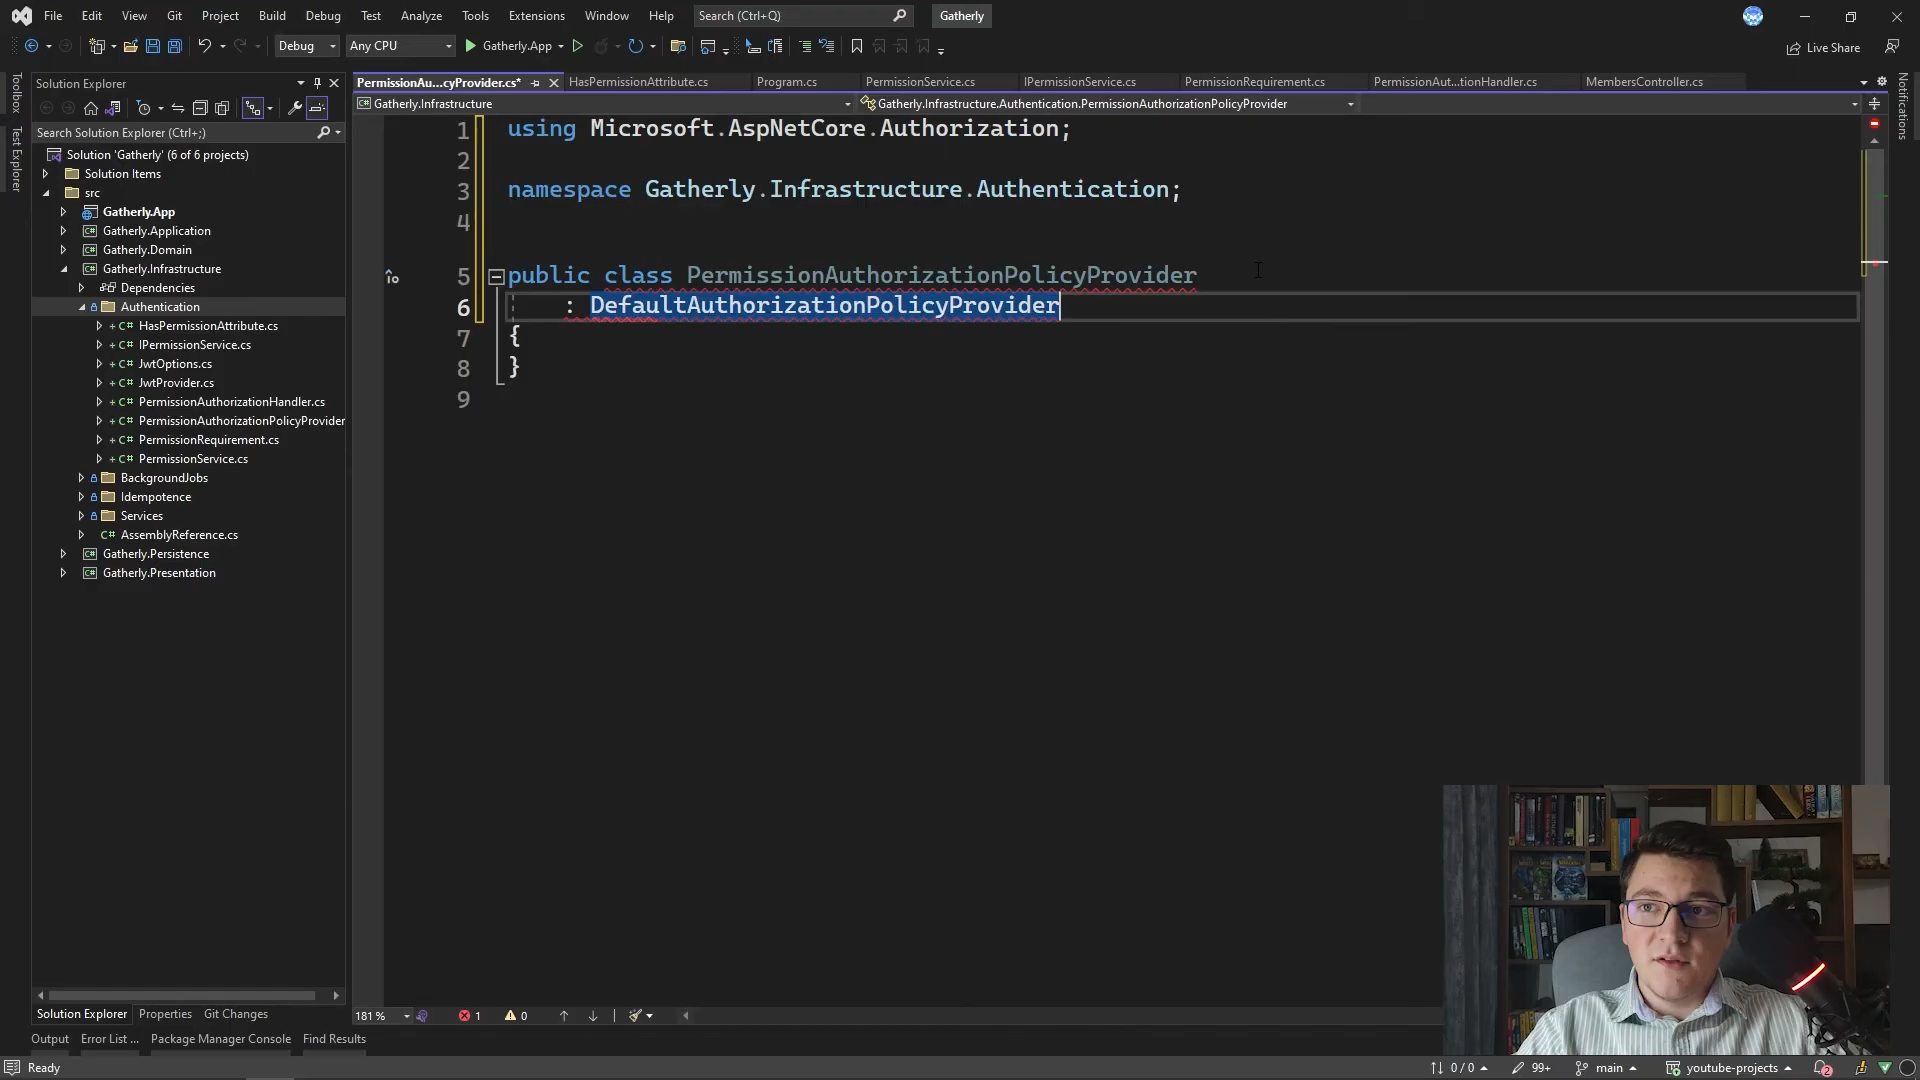 File Edit View Git Project Build Debug Test Analyze Tools Extensions Window Help Search (Ctrl+Q) Gatherly
Debug Any CPU Gatherly.App Live Share
Toolbox
Test Explorer
Notifications
Solution Explorer
Search Solution Explorer (Ctrl+;)
Solution 'Gatherly' (6 of 6 projects)
Solution Items
src
Gatherly.App
Gatherly.Application
Gatherly.Domain
Gatherly.Infrastructure
Dependencies
Authentication
+ C# HasPermissionAttribute.cs
+ C# IPermissionService.cs
+ C# JwtOptions.cs
+ C# JwtProvider.cs
+ C# PermissionAuthorizationHandler.cs
+ C# PermissionAuthorizationPolicyProvider
+ C# PermissionRequirement.cs
+ C# PermissionService.cs
BackgroundJobs
Idempotence
Services
C# AssemblyReference.cs
Gatherly.Persistence
Gatherly.Presentation
PermissionAu...cyProvider.cs* HasPermissionAttribute.cs Program.cs PermissionService.cs IPermissionService.cs PermissionRequirement.cs PermissionAut...tionHandler.cs MembersController.cs
Gatherly.Infrastructure Gatherly.Infrastructure.Authentication.PermissionAuthorizationPolicyProvider
1 using Microsoft.AspNetCore.Authorization;
2
3 namespace Gatherly.Infrastructure.Authentication;
4
5 public class PermissionAuthorizationPolicyProvider
6 : DefaultAuthorizationPolicyProvider
7 {
8 }
9
181 % 1 0
Solution Explorer Properties Git Changes
Output Error List ... Package Manager Console Find Results
Ready 0 / 0 99+ main youtube-projects 2